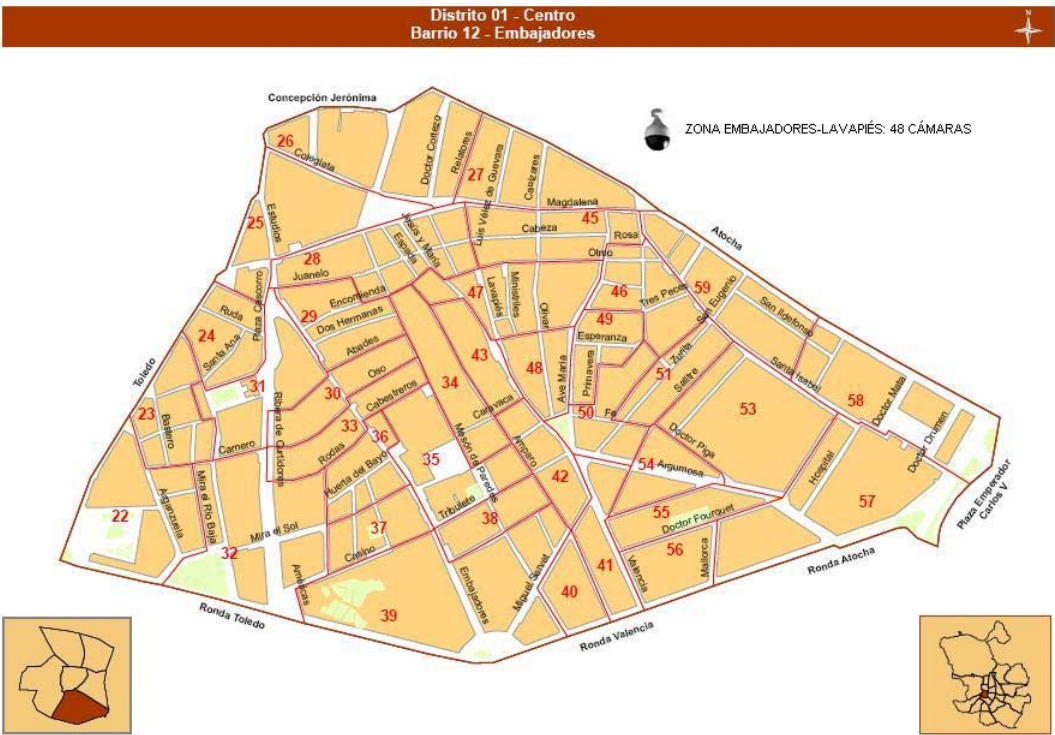 Distrito 01 - Centro
Barrio 12 - Embajadores
N
ZONA EMBAJADORES-LAVAPIÉS: 48 CÁMARAS
Concepción Jerónima
26
Colegiata
Doctor Cortezo
Relatores
27
Luis Vélez de Guevara
Cañizares
Magdalena
45
Atocha
25
Estudios
Jesús y María
Espada
Cabeza
Rosa
28
Juanelo
Olmo
59
San Eugenio
San Ildefonso
Plaza Cascorro
Encomienda
29
Dos Hermanas
47
Lavapiés
Ministriles
Olivar
46
Tres Peces
Ruda
24
Santa Ana
Abades
43
49
Esperanza
Toledo
Oso
48
Ave María
Primavera
Zurita
51
Salitre
Santa Isabel
31
30
Cabestreros
34
53
58
Doctor Mata
23
Bastero
Ribera de Curtidores
33
36
Caravaca
50
Fe
Doctor Piga
Doctor Drumen
Carnero
Rodas
35
Mesón de Paredes
Amparo
54
Argumosa
Hospital
Huerta del Bayo
42
Plaza Emperador
Carlos V
22
Arganzuela
Mira el Río Baja
Mira el Sol
Tribulete
38
55
Doctor Fourquet
57
32
37
Casino
56
Mallorca
Américas
Embajadores
Miguel Servet
41
Valencia
Ronda Atocha
40
39
Ronda Toledo
Ronda Valencia